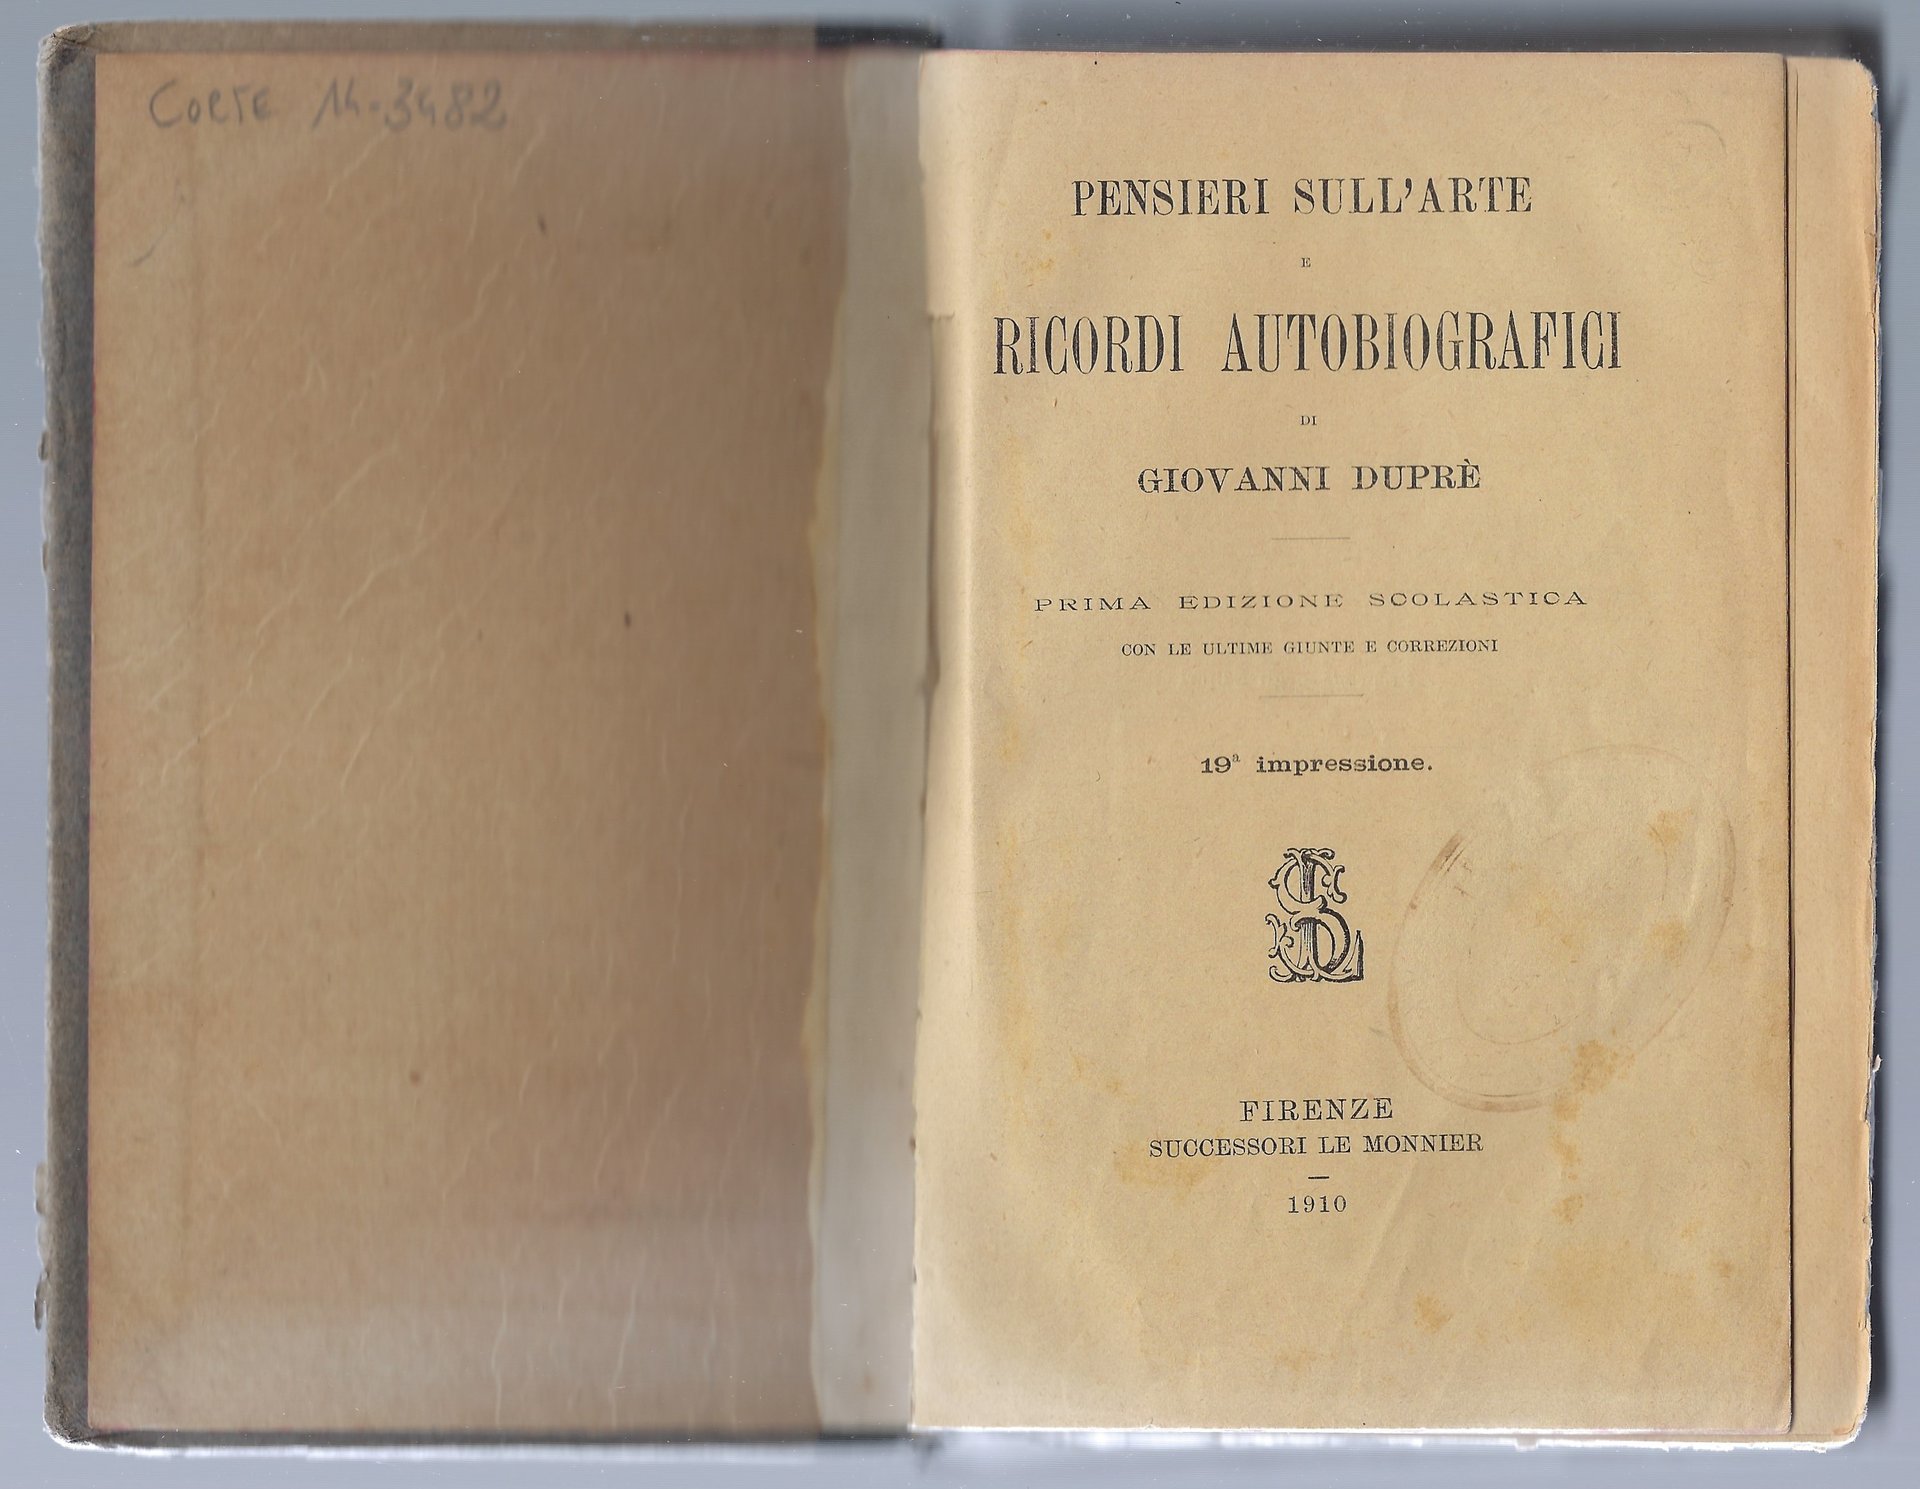 Corte 14-3482
PENSIERI SULL'ARTE
E
RICORDI AUTOBIOGRAFICI
DI
GIOVANNI DUPRÈ
PRIMA EDIZIONE SCOLASTICA
CON LE ULTIME GIUNTE E CORREZIONI
19ª impressione.
FIRENZE
SUCCESSORI LE MONNIER
1910